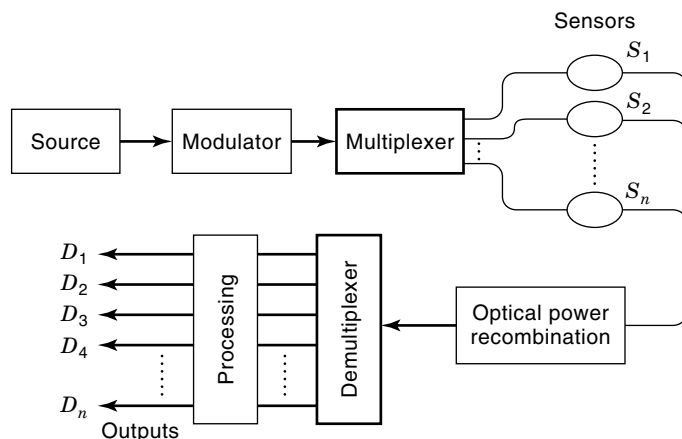 Sensors
S1
Source
Modulator
Multiplexer
S2
Sn
D1
D2
D3
D4
Dn
Outputs
Processing
Demultiplexer
Optical power
recombination